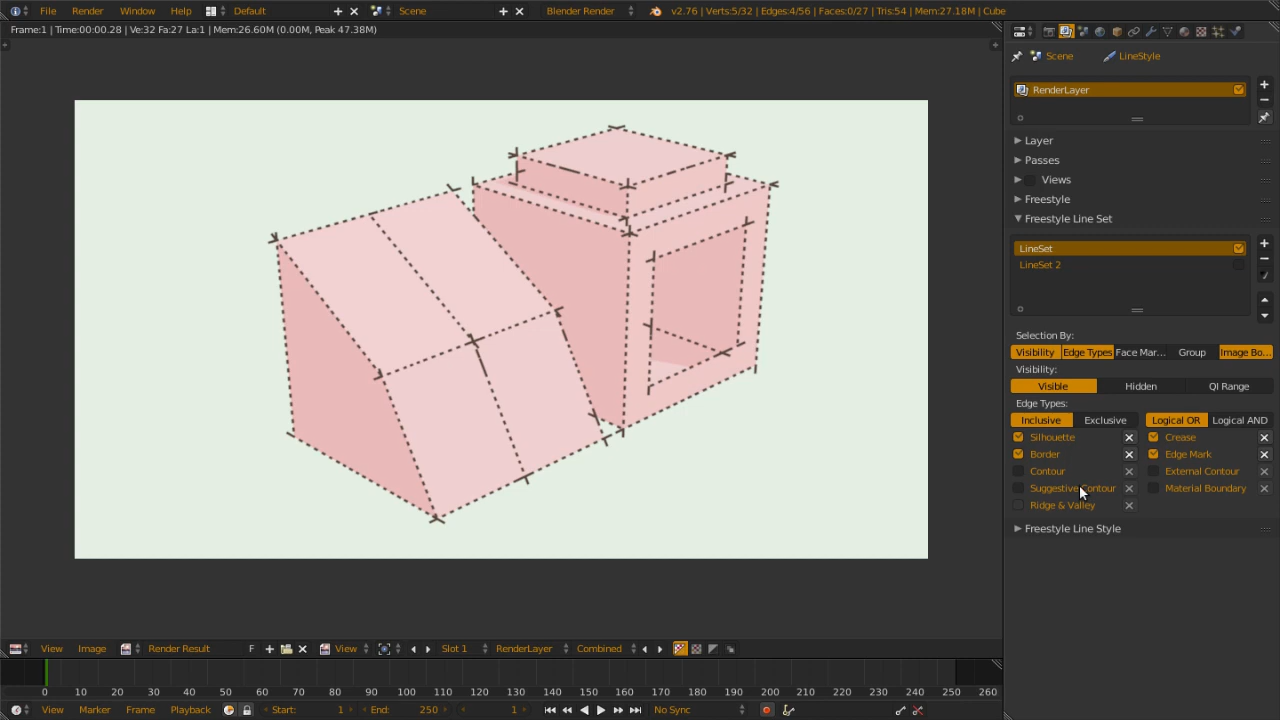 File Render Window Help Default Scene Blender Render v2.76 | Verts:5/32 | Edges:4/56 | Faces:0/27 | Tris:54 | Mem:27.18M | Cube
Frame:1 | Time:00:00.28 | Ve:32 Fa:27 La:1 | Mem:26.60M (0.00M, Peak 47.38M)
Scene LineStyle
RenderLayer
Layer
Passes
Views
Freestyle
Freestyle Line Set
LineSet
LineSet 2
Selection By:
Visibility Edge Types Face Mar... Group Image Bo...
Visibility:
Visible Hidden QI Range
Edge Types:
Inclusive Exclusive Logical OR Logical AND
Silhouette Crease
Border Edge Mark
Contour External Contour
Suggestive Contour Material Boundary
Ridge & Valley
Freestyle Line Style
View Image Render Result F View Slot 1 RenderLayer Combined
0 10 20 30 40 50 60 70 80 90 100 110 120 130 140 150 160 170 180 190 200 210 220 230 240 250 260
View Marker Frame Playback Start: 1 End: 250 1 No Sync